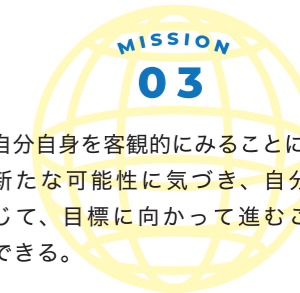 MISSION
03
自分自身を客観的にみることに
新たな可能性に気づき、自分
じて、目標に向かって進むこ
できる。